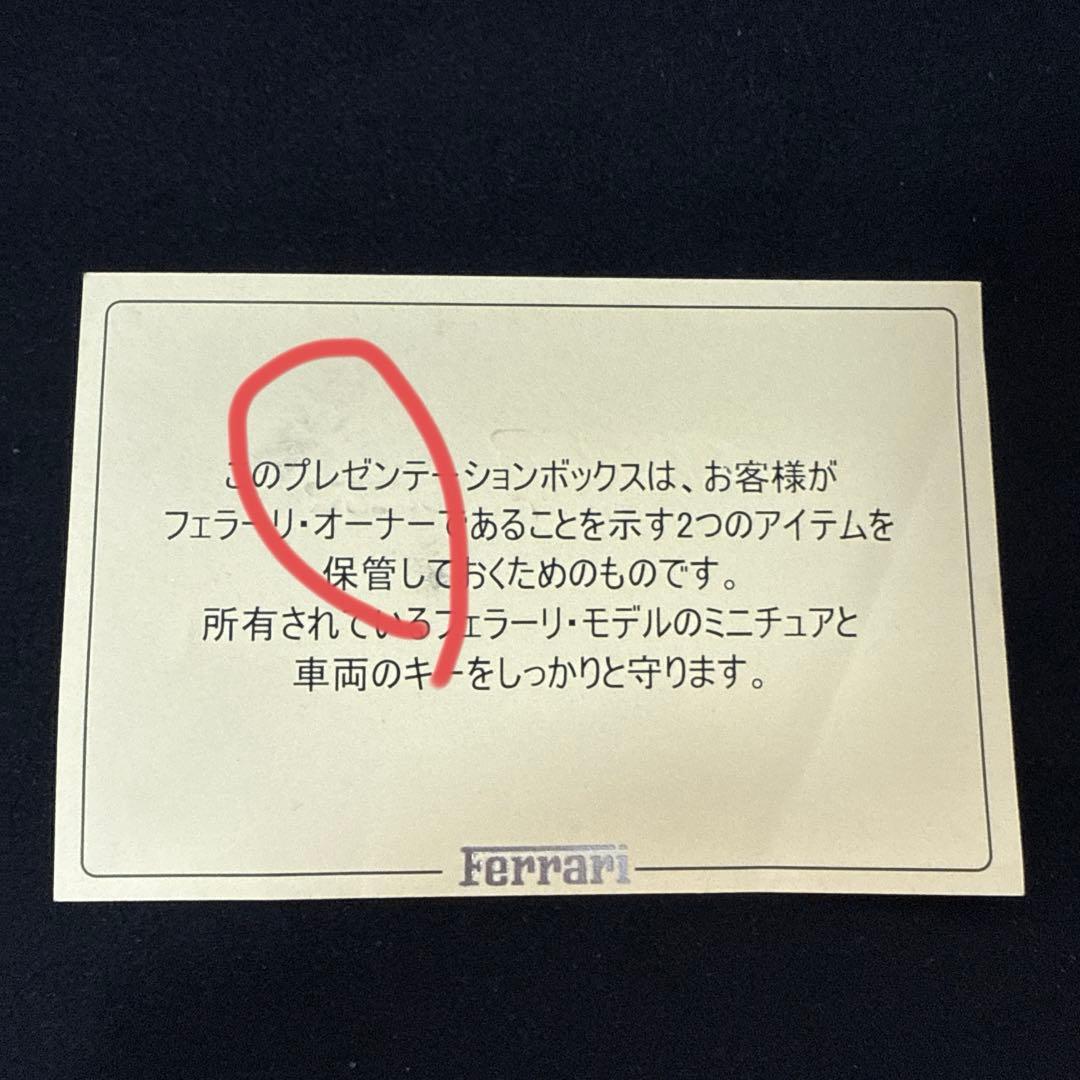 このプレゼンテーションボックスは、お客様が
フェラーリ・オーナーであることを示す2つのアイテムを
保管しておくためのものです。
所有されているフェラーリ・モデルのミニチュアと
車両のキーをしっかりと守ります。
Ferrari